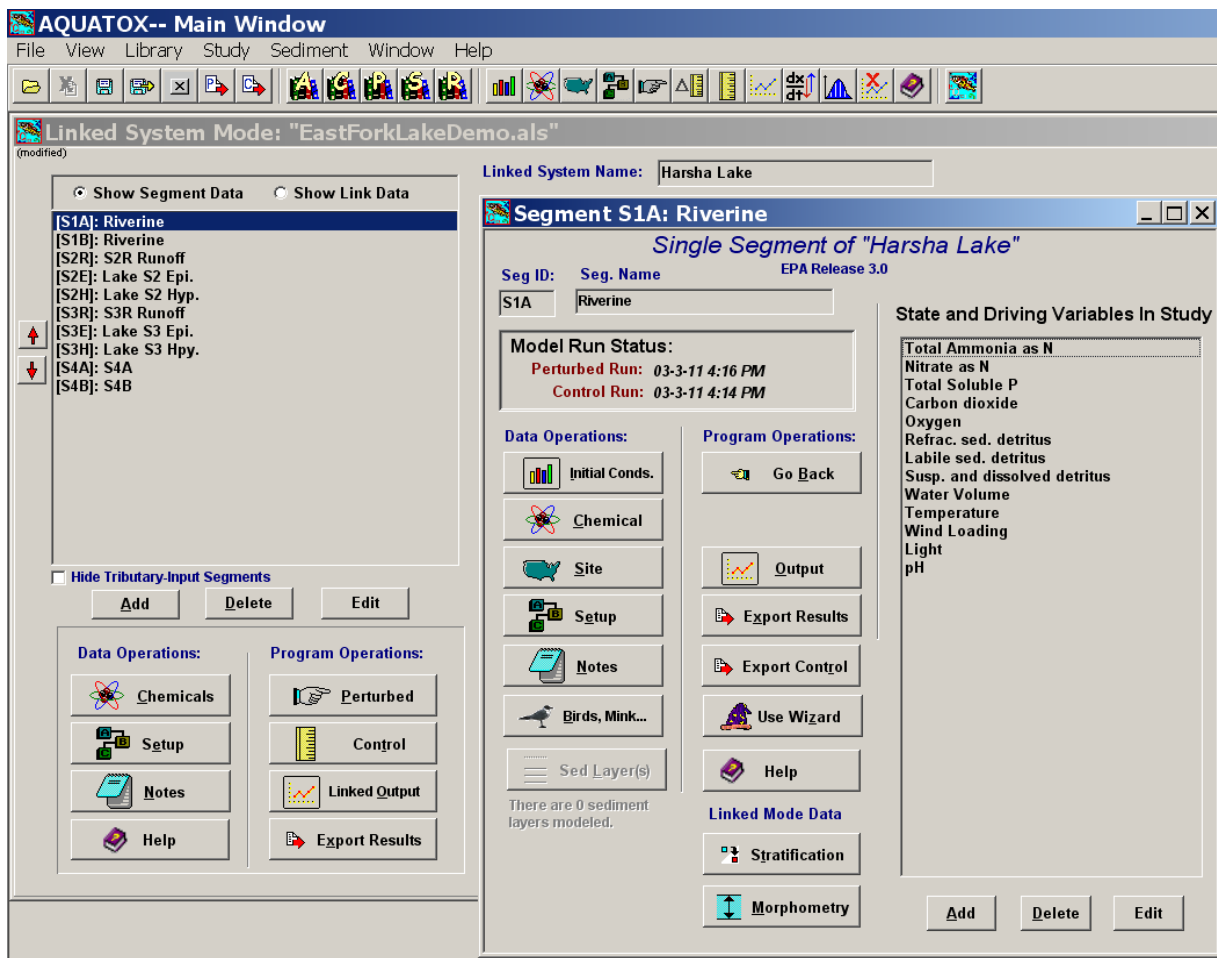 AQUATOX-- Main Window
File View Library Study Sediment Window Help
Linked System Mode: "EastForkLakeDemo.als"
(modified)
Show Segment Data Show Link Data
[S1A]: Riverine
[S1B]: Riverine
[S2R]: S2R Runoff
[S2E]: Lake S2 Epi.
[S2H]: Lake S2 Hyp.
[S3R]: S3R Runoff
[S3E]: Lake S3 Epi.
[S3H]: Lake S3 Hpy.
[S4A]: S4A
[S4B]: S4B
Hide Tributary-Input Segments
Add Delete Edit
Data Operations: Program Operations:
Chemicals Perturbed
Setup Control
Notes Linked Output
Help Export Results
Linked System Name: Harsha Lake
Segment S1A: Riverine
Single Segment of "Harsha Lake"
EPA Release 3.0
Seg ID: Seg. Name
S1A Riverine
Model Run Status:
Perturbed Run: 03-3-11 4:16 PM
Control Run: 03-3-11 4:14 PM
Data Operations: Program Operations:
Initial Conds. Go Back
Chemical
Site Output
Setup Export Results
Notes Export Control
Birds, Mink... Use Wizard
Sed Layer(s) Help
There are 0 sediment
layers modeled.
Linked Mode Data
Stratification
Morphometry
State and Driving Variables In Study
Total Ammonia as N
Nitrate as N
Total Soluble P
Carbon dioxide
Oxygen
Refrac. sed. detritus
Labile sed. detritus
Susp. and dissolved detritus
Water Volume
Temperature
Wind Loading
Light
pH
Add Delete Edit